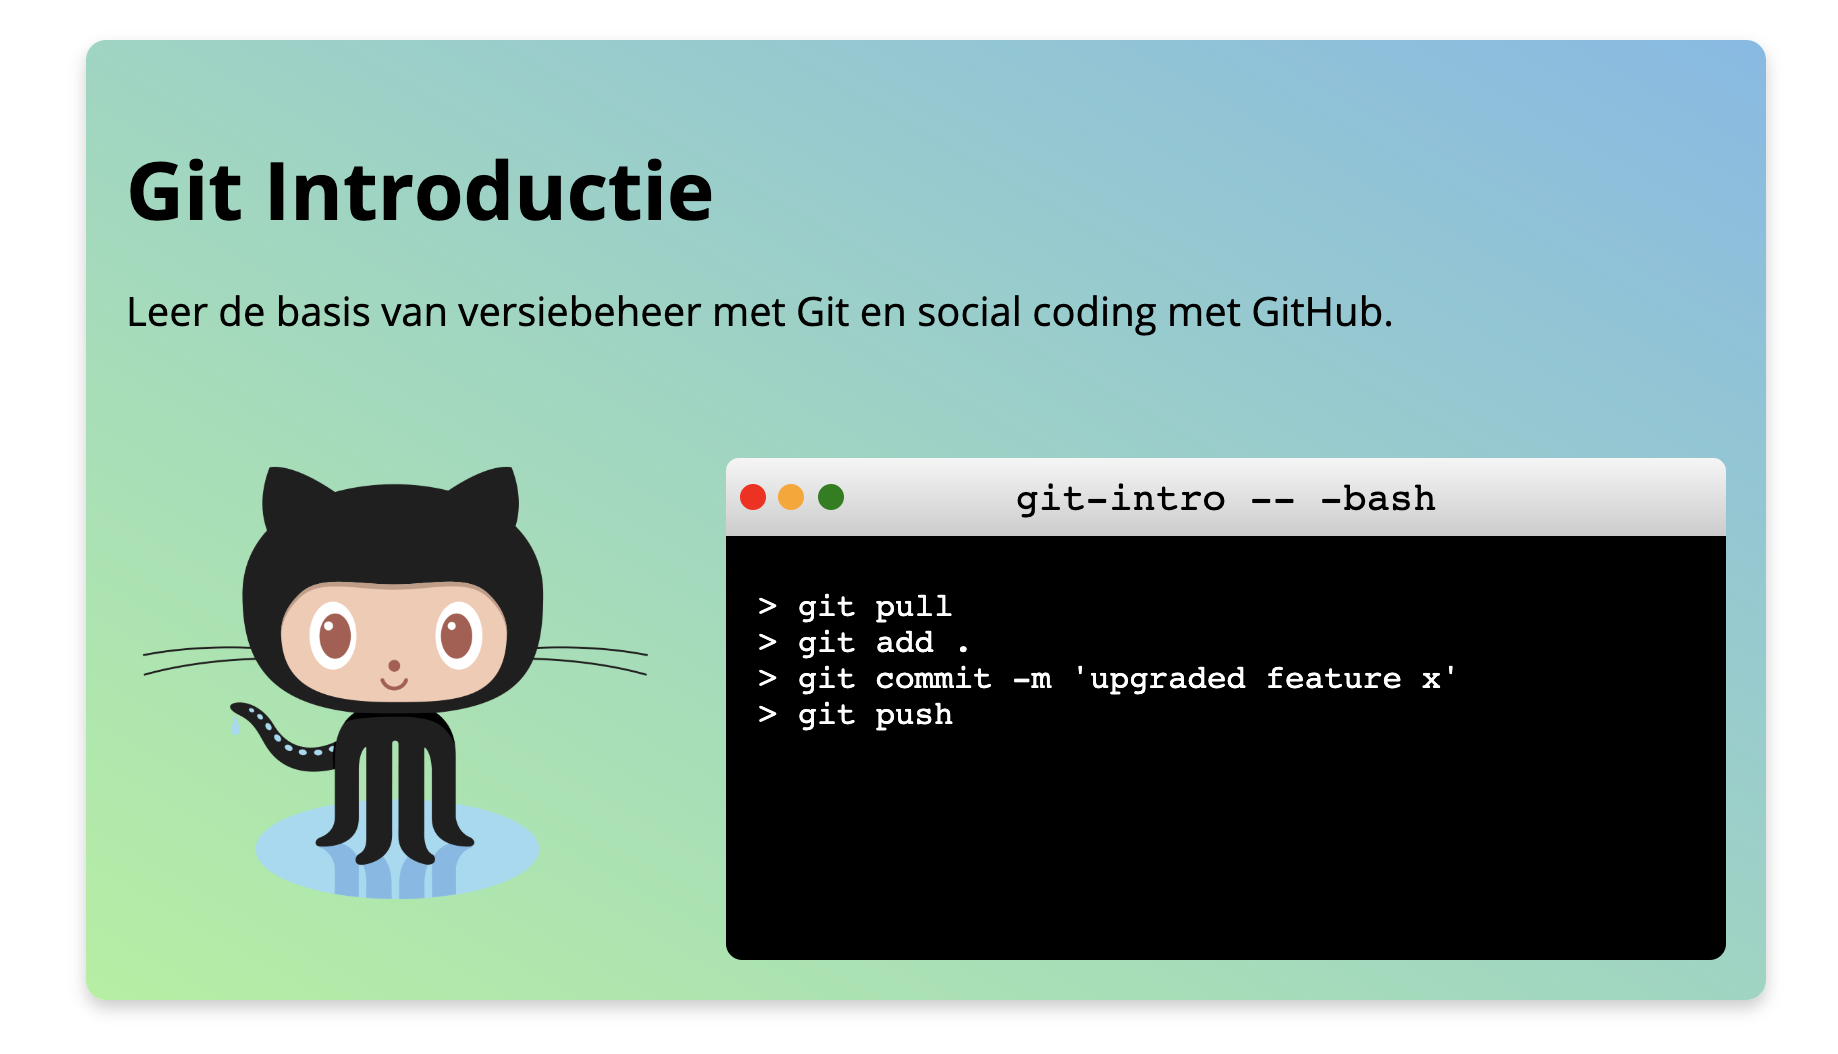 Git Introductie
Leer de basis van versiebeheer met Git en social coding met GitHub.
git-intro -- -bash
> git pull
> git add .
> git commit -m 'upgraded feature x'
> git push